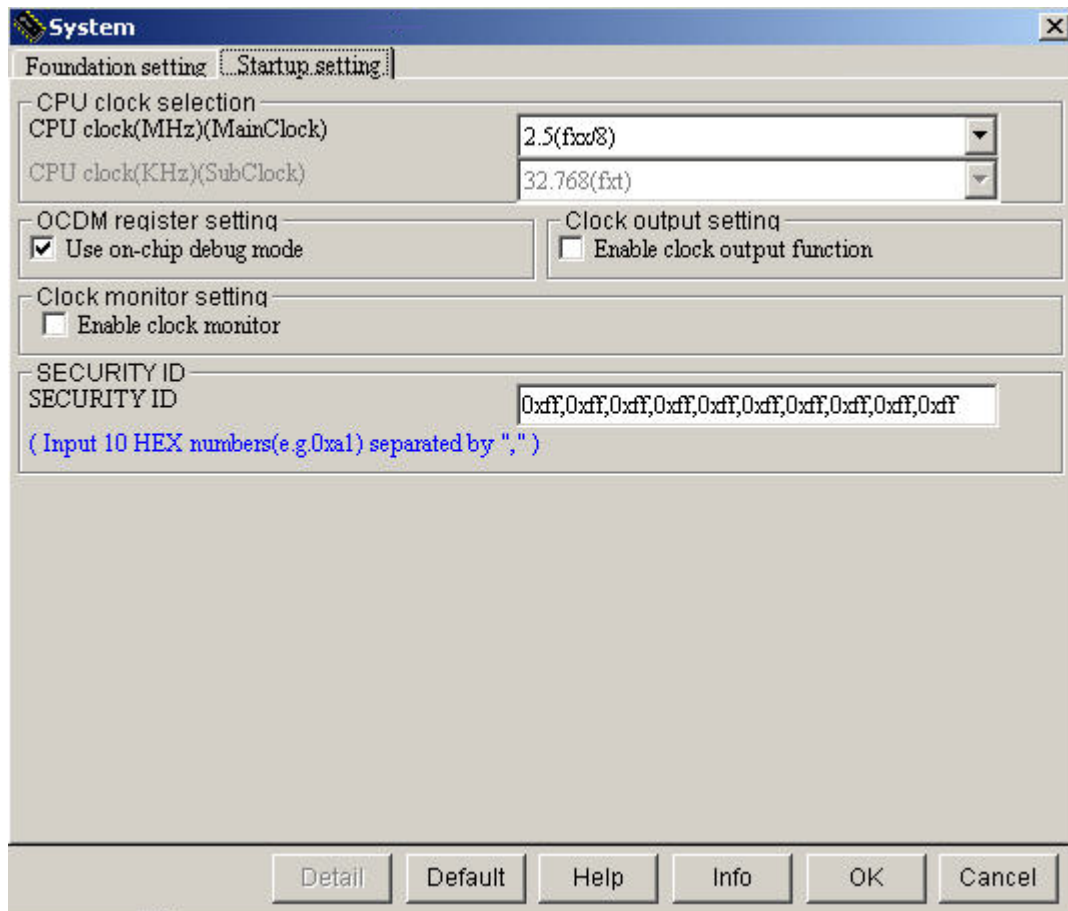 System
Foundation setting Startup setting
CPU clock selection
CPU clock(MHz)(MainClock) 2.5(fxx/8)
CPU clock(KHz)(SubClock) 32.768(fxt)
OCDM register setting Clock output setting
Use on-chip debug mode Enable clock output function
Clock monitor setting
Enable clock monitor
SECURITY ID
SECURITY ID 0xff,0xff,0xff,0xff,0xff,0xff,0xff,0xff,0xff,0xff
( Input 10 HEX numbers(e.g.0xa1) separated by "," )
Detail Default Help Info OK Cancel